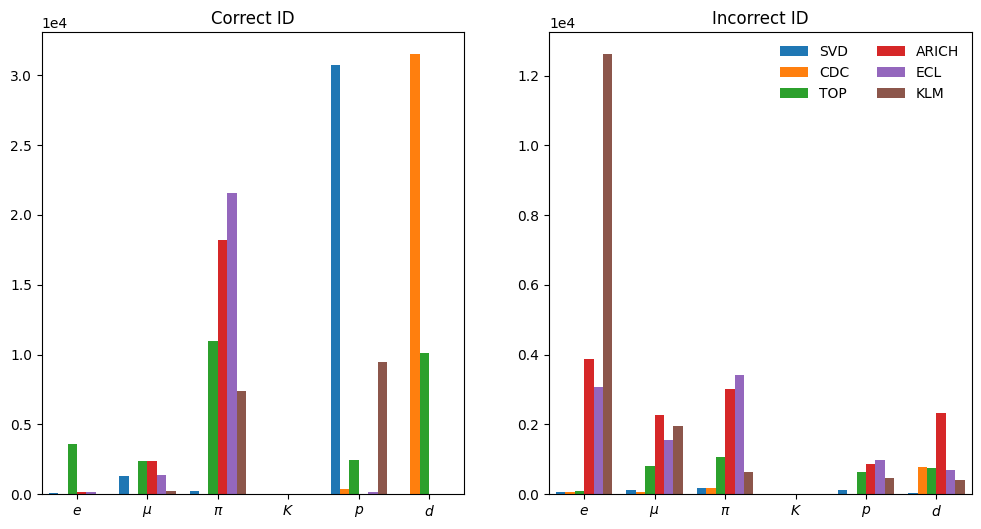 Correct ID
1e4
3.0
2.5
2.0
1.5
1.0
0.5
0.0
e μ π K p d
Incorrect ID
1e4
SVD ARICH
CDC ECL
TOP KLM
1.2
1.0
0.8
0.6
0.4
0.2
0.0
e μ π K p d